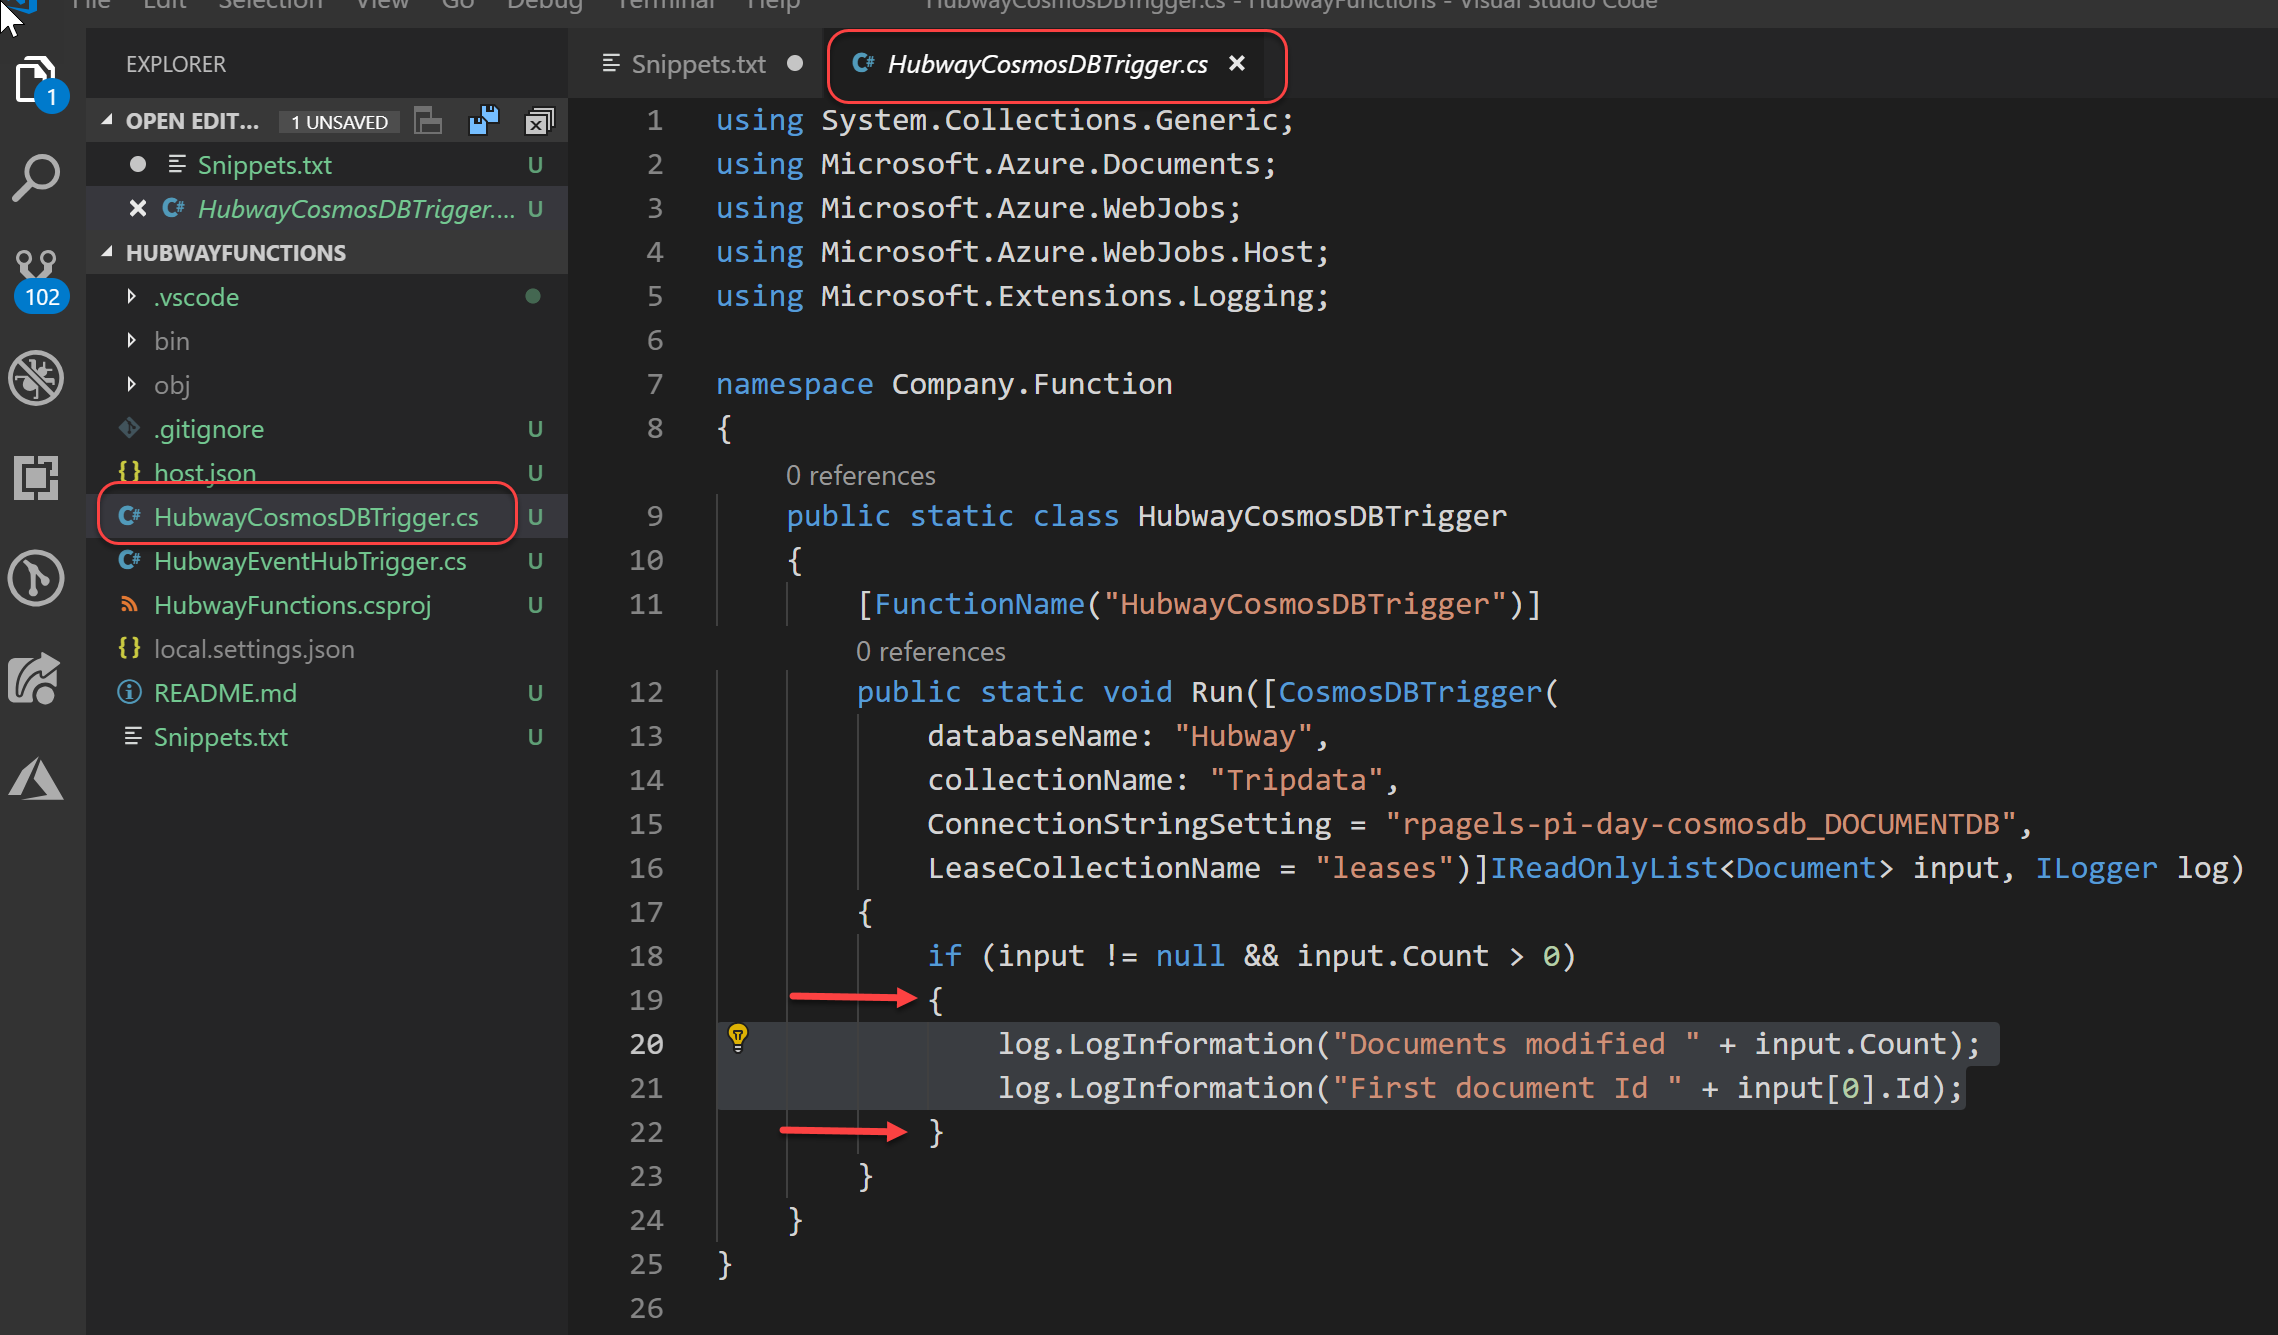 File Edit Selection View Go Debug Terminal Help
HubwayCosmosDBTrigger.cs - HubwayFunctions - Visual Studio Code
EXPLORER
1
OPEN EDIT... 1 UNSAVED
Snippets.txt U
HubwayCosmosDBTrigger.... U
HUBWAYFUNCTIONS
102
.vscode
bin
obj
.gitignore U
{} host.json U
C# HubwayCosmosDBTrigger.cs U
C# HubwayEventHubTrigger.cs U
HubwayFunctions.csproj U
{} local.settings.json
README.md U
Snippets.txt U
Snippets.txt
C# HubwayCosmosDBTrigger.cs
1 using System.Collections.Generic;
2 using Microsoft.Azure.Documents;
3 using Microsoft.Azure.WebJobs;
4 using Microsoft.Azure.WebJobs.Host;
5 using Microsoft.Extensions.Logging;
6
7 namespace Company.Function
8 {
0 references
9 public static class HubwayCosmosDBTrigger
10 {
11 [FunctionName("HubwayCosmosDBTrigger")]
0 references
12 public static void Run([CosmosDBTrigger(
13 databaseName: "Hubway",
14 collectionName: "Tripdata",
15 ConnectionStringSetting = "rpagels-pi-day-cosmosdb_DOCUMENTDB",
16 LeaseCollectionName = "leases")]IReadOnlyList<Document> input, ILogger log)
17 {
18 if (input != null && input.Count > 0)
19 {
20 log.LogInformation("Documents modified " + input.Count);
21 log.LogInformation("First document Id " + input[0].Id);
22 }
23 }
24 }
25 }
26